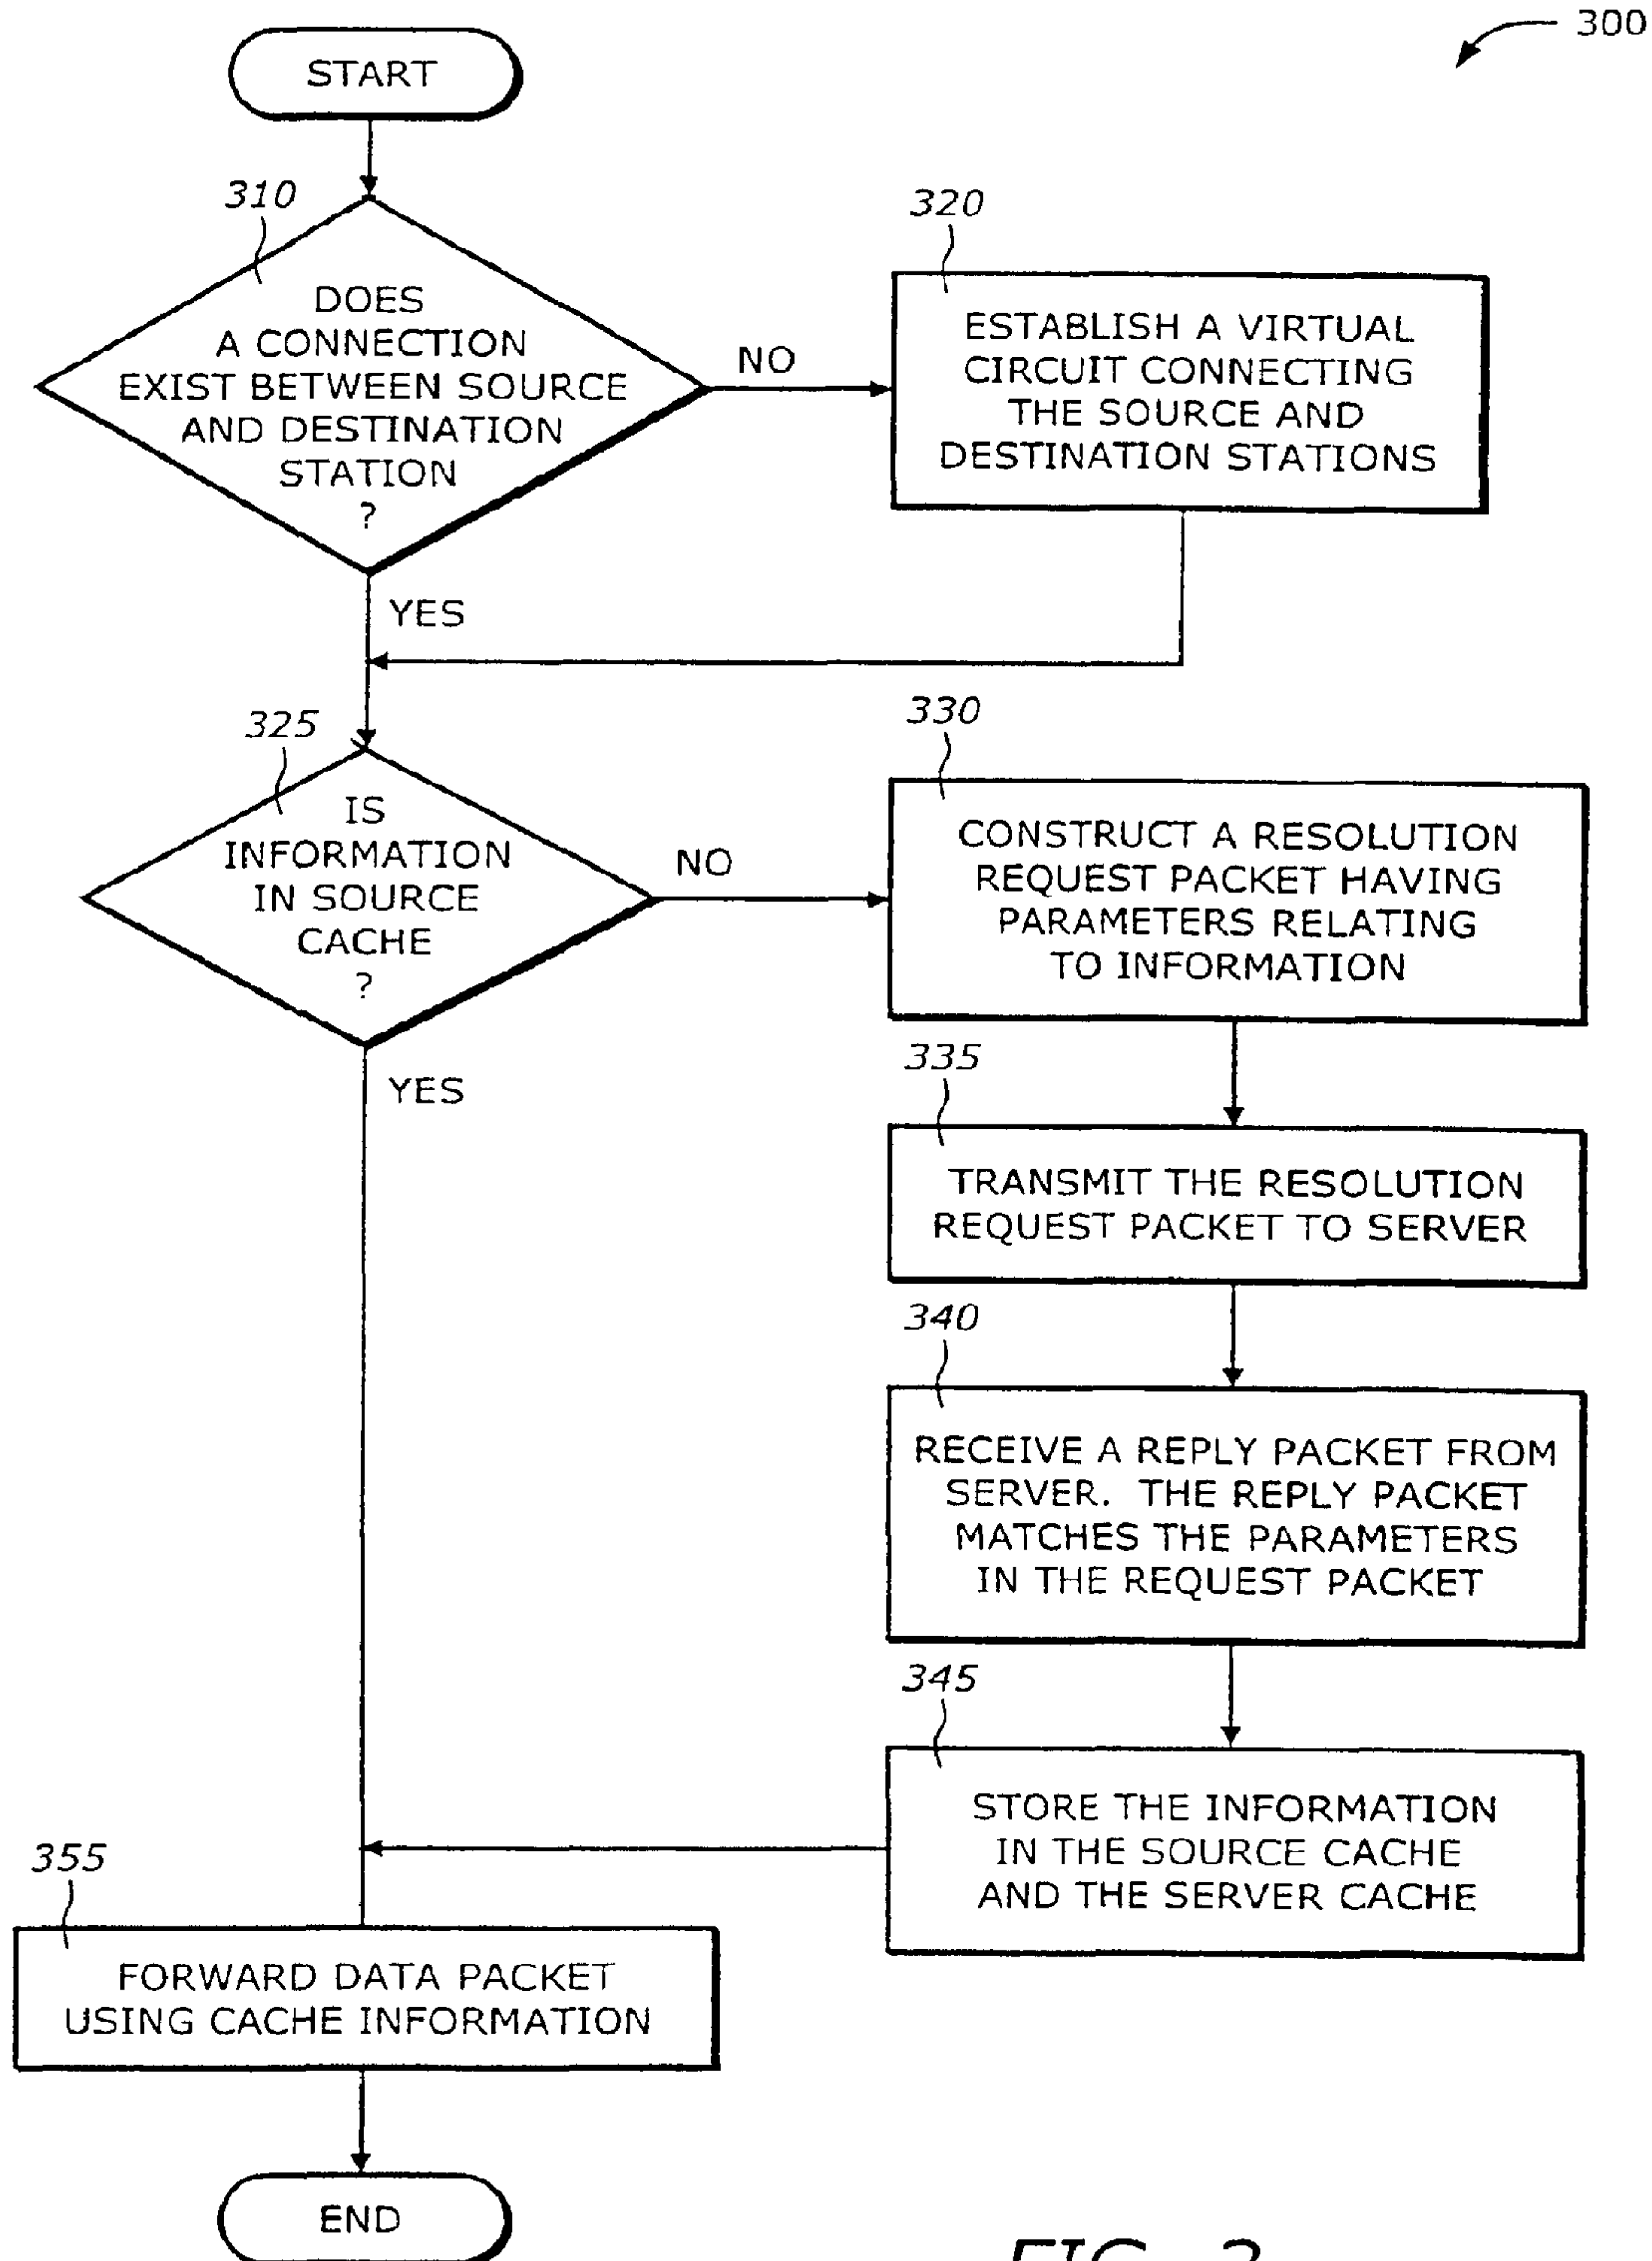 300
START
310
DOES
A CONNECTION
EXIST BETWEEN SOURCE
AND DESTINATION
STATION
?
NO
320
ESTABLISH A VIRTUAL
CIRCUIT CONNECTING
THE SOURCE AND
DESTINATION STATIONS
YES
325
IS
INFORMATION
IN SOURCE
CACHE
?
NO
330
CONSTRUCT A RESOLUTION
REQUEST PACKET HAVING
PARAMETERS RELATING
TO INFORMATION
YES
335
TRANSMIT THE RESOLUTION
REQUEST PACKET TO SERVER
340
RECEIVE A REPLY PACKET FROM
SERVER. THE REPLY PACKET
MATCHES THE PARAMETERS
IN THE REQUEST PACKET
345
STORE THE INFORMATION
IN THE SOURCE CACHE
AND THE SERVER CACHE
355
FORWARD DATA PACKET
USING CACHE INFORMATION
END
FIG.